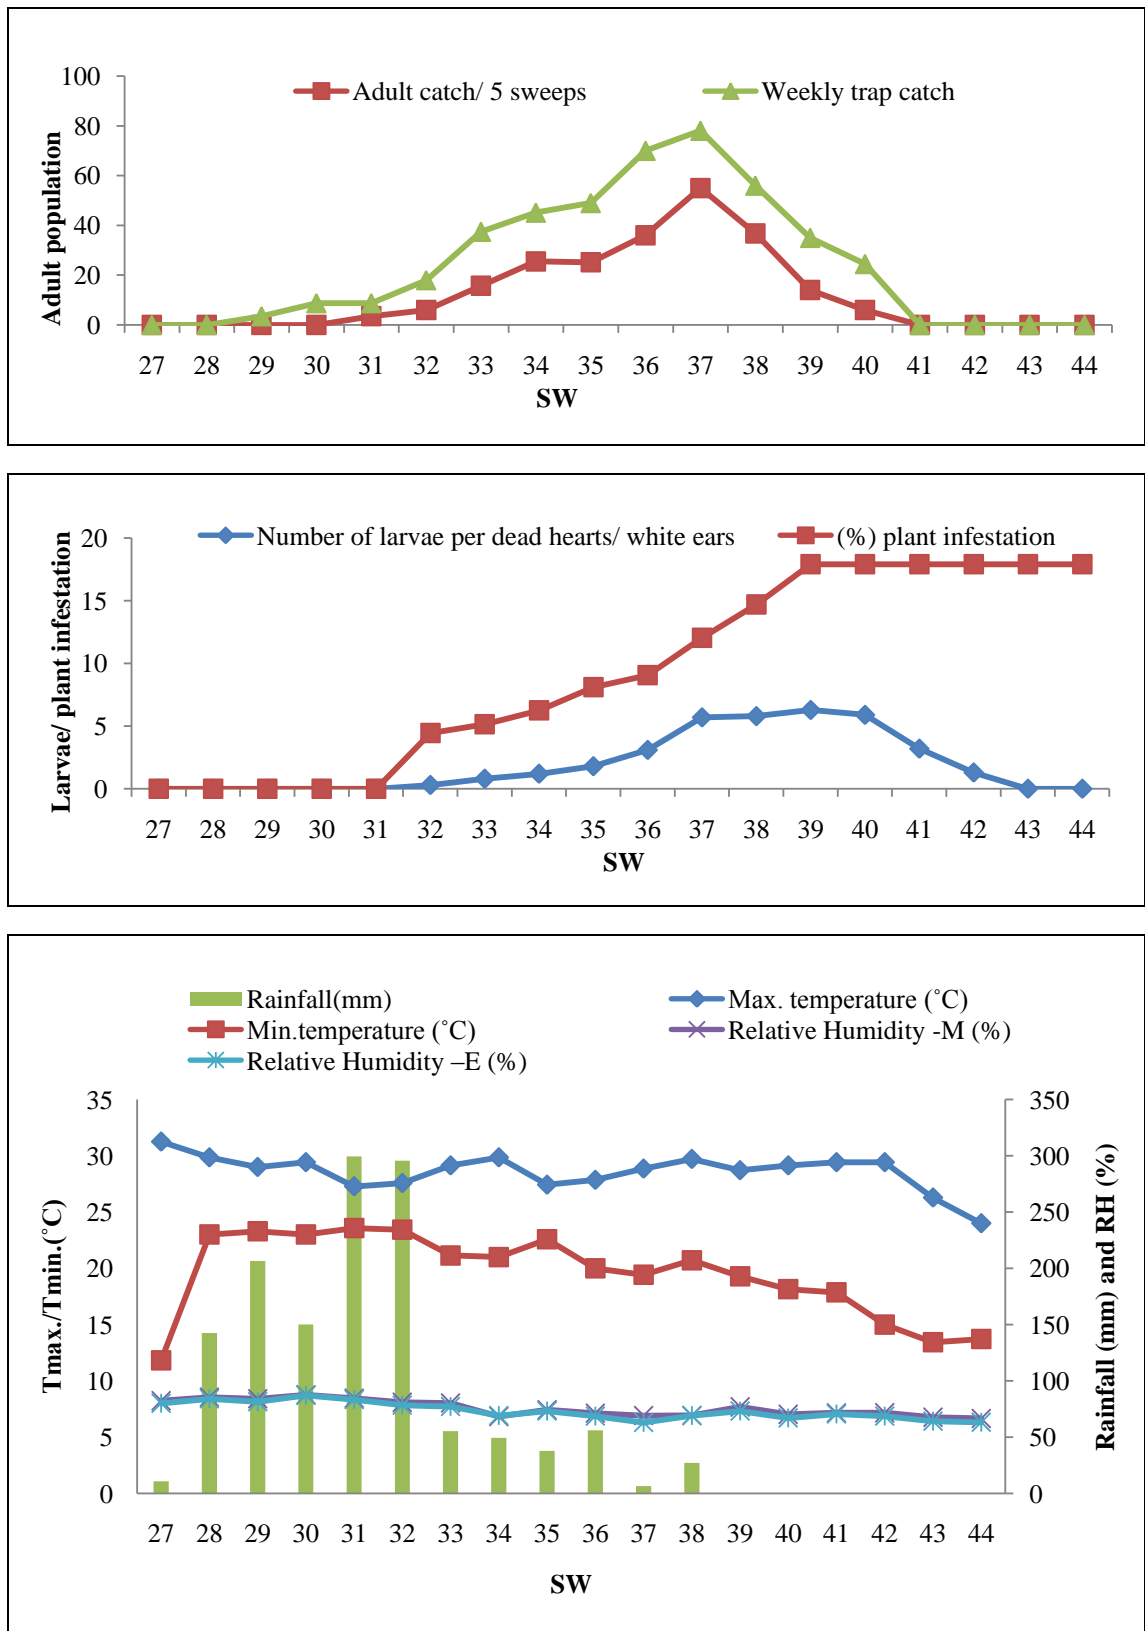 Adult catch/ 5 sweeps Weekly trap catch
Adult population
100
80
60
40
20
0
27 28 29 30 31 32 33 34 35 36 37 38 39 40 41 42 43 44
SW
Number of larvae per dead hearts/ white ears (%) plant infestation
Larvae/ plant infestation
20
15
10
5
0
27 28 29 30 31 32 33 34 35 36 37 38 39 40 41 42 43 44
SW
Rainfall(mm) Max. temperature (˚C)
Min.temperature (˚C) Relative Humidity -M (%)
Relative Humidity –E (%)
Tmax./Tmin.(˚C)
35
30
25
20
15
10
5
0
350
300
250
200
150
100
50
0
Rainfall (mm) and RH (%)
27 28 29 30 31 32 33 34 35 36 37 38 39 40 41 42 43 44
SW